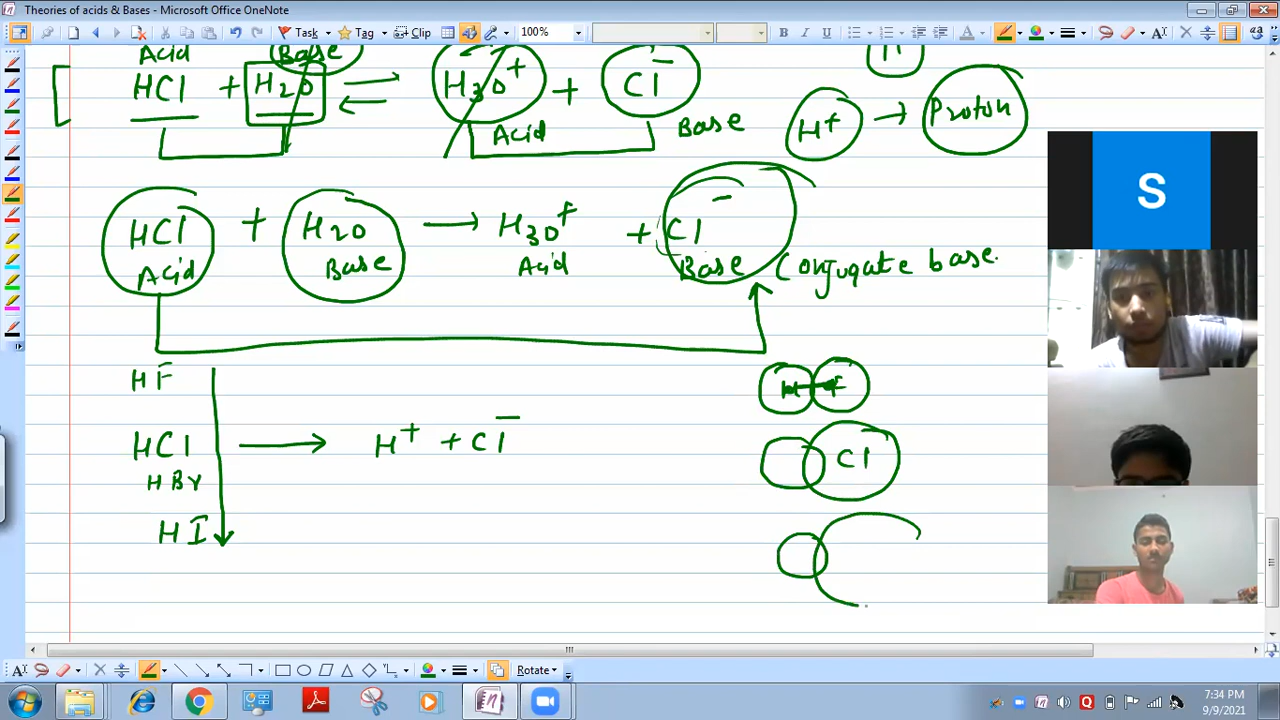 Theories of acids & Bases - Microsoft Office OneNote
Task
Tag
Clip
100%
Acid Base
HCl + H2O H3O+ + Cl− H+ → Proton
Acid Base
HCl + H2O → H3O+ + Cl−
Acid Base Acid Base Conjugate base.
S
HF H F
HCl → H+ + Cl− Cl
HBr
HI
Rotate
7:34 PM
9/9/2021